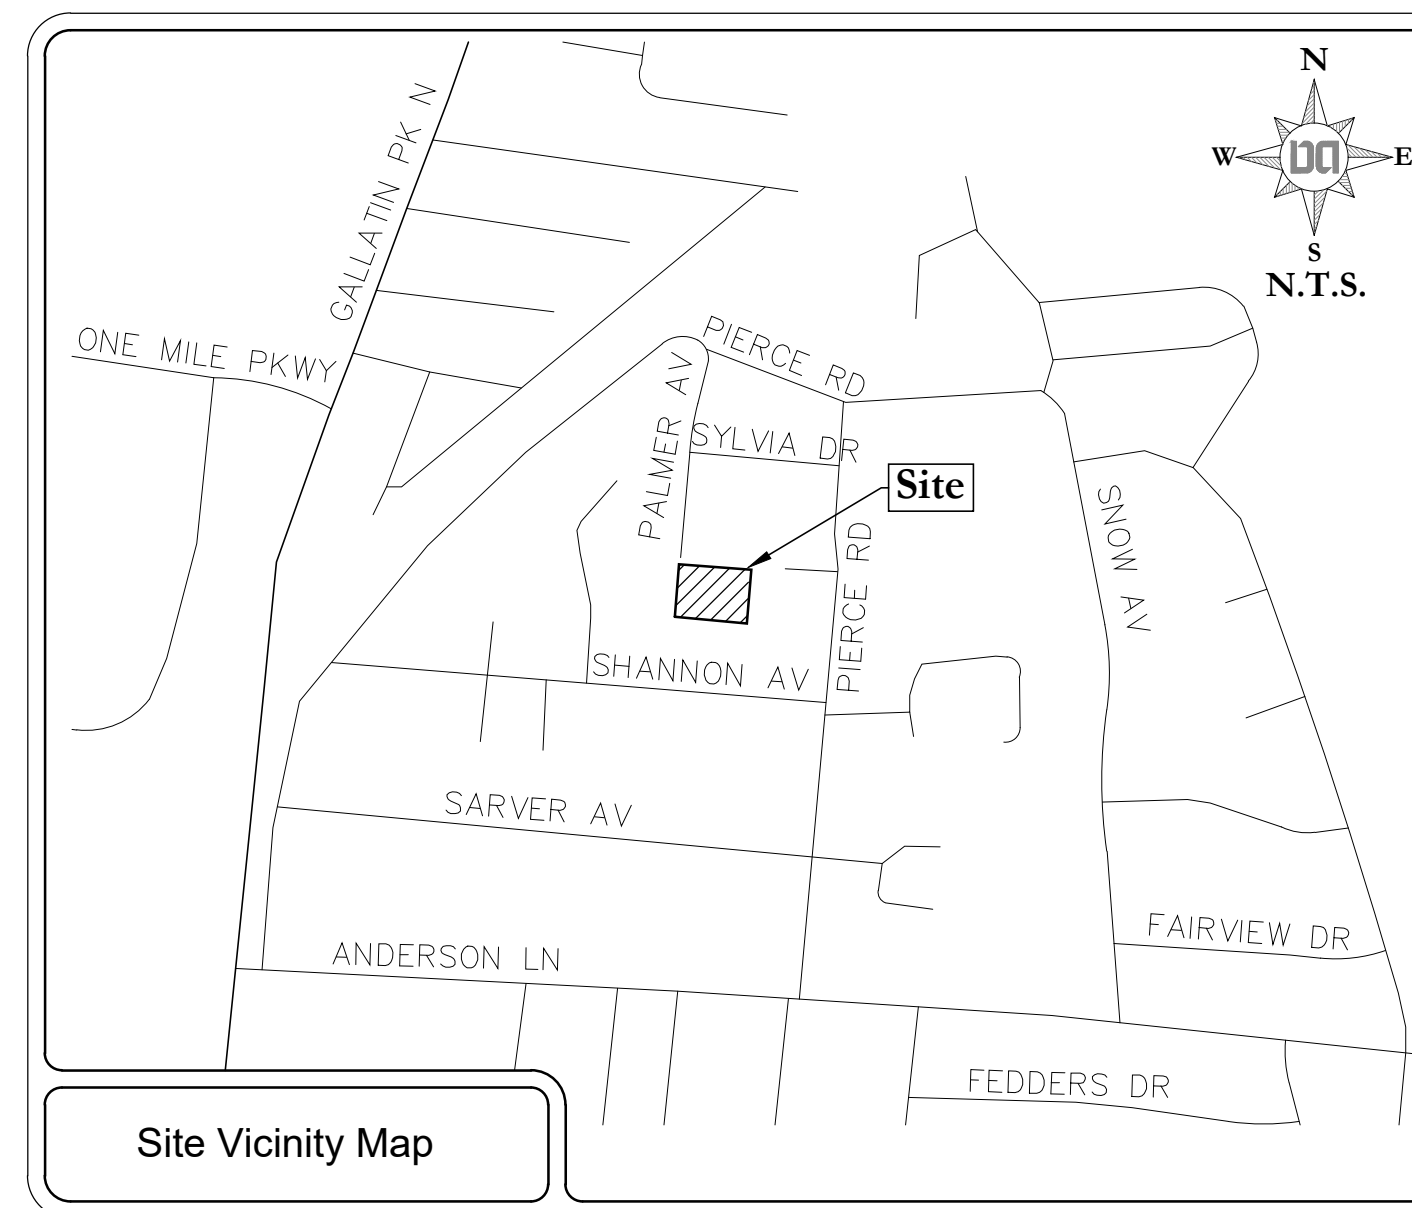 N
W
E
S
N.T.S.
GALLATIN PK N
ONE MILE PKWY
PIERCE RD
PALMER AV
SYLVIA DR
Site
PIERCE RD
SNOW AV
SHANNON AV
SARVER AV
FAIRVIEW DR
ANDERSON LN
FEDDERS DR
Site Vicinity Map